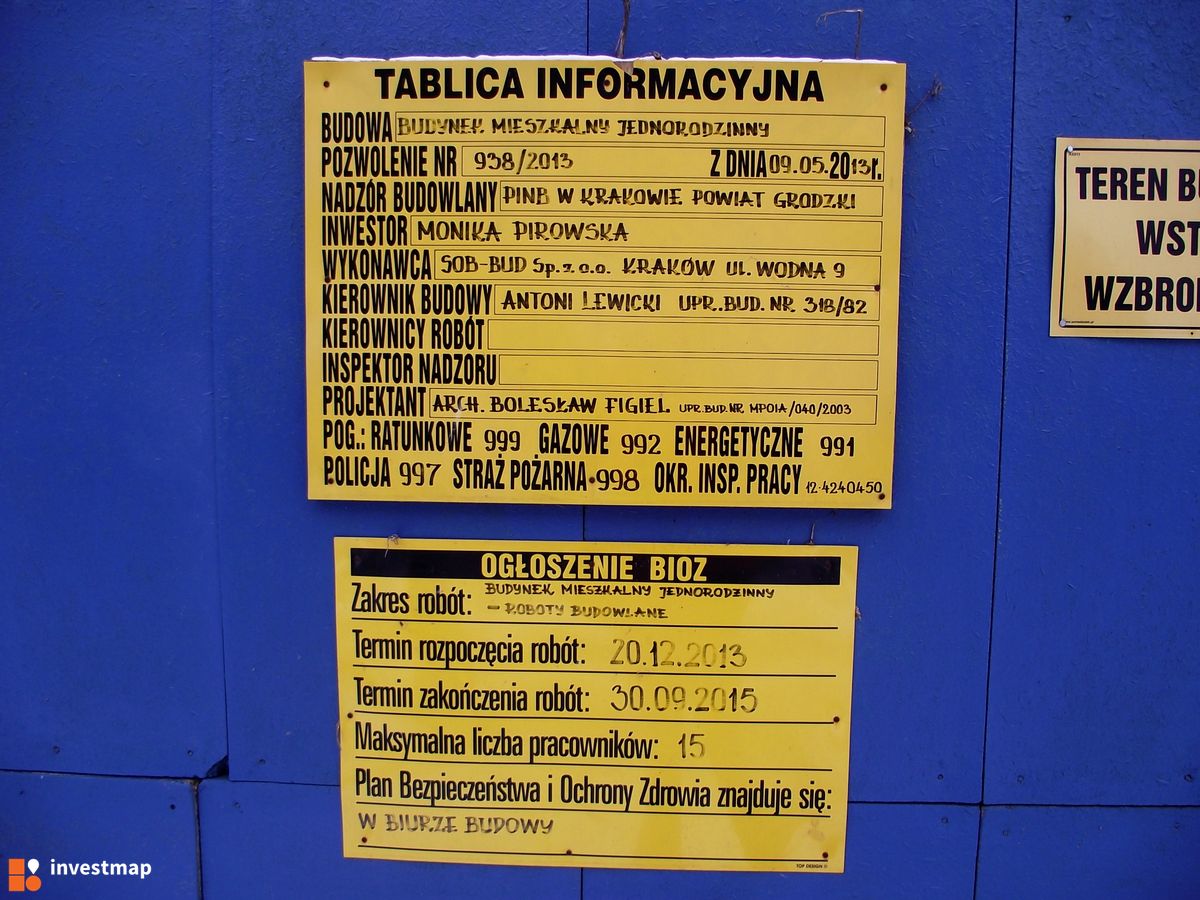 TABLICA INFORMACYJNA
BUDOWA BUDYNEK MIESZKALNY JEDNORODZINNY
POZWOLENIE NR 938/2013 Z DNIA 09.05.2013r.
NADZÓR BUDOWLANY PINB W KRAKOWIE POWIAT GRODZKI
INWESTOR MONIKA PIROWSKA
WYKONAWCA SOB-BUD Sp. z o.o. KRAKÓW UL. WODNA 9
KIEROWNIK BUDOWY ANTONI LEWICKI UPR. BUD. NR 318/82
KIEROWNICY ROBÓT
INSPEKTOR NADZORU
PROJEKTANT ARCH. BOLESŁAW FIGIEL UPR. BUD. NR MPOIA/040/2003
POG.: RATUNKOWE 999 GAZOWE 992 ENERGETYCZNE 991
POLICJA 997 STRAŻ POŻARNA 998 OKR. INSP. PRACY 12-4240450
TEREN BU
WST
WZBRO
OGŁOSZENIE BIOZ
Zakres robót: BUDYNEK MIESZKALNY JEDNORODZINNY
- ROBOTY BUDOWLANE
Termin rozpoczęcia robót: 20.12.2013
Termin zakończenia robót: 30.09.2015
Maksymalna liczba pracowników: 15
Plan Bezpieczeństwa i Ochrony Zdrowia znajduje się:
W BIURZE BUDOWY
TOP DESIGN
investmap